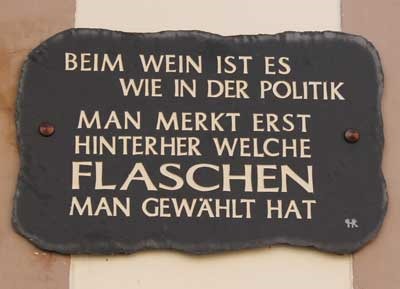 BEIM WEIN IST ES
WIE IN DER POLITIK
MAN MERKT ERST
HINTERHER WELCHE
FLASCHEN
MAN GEWÄHLT HAT